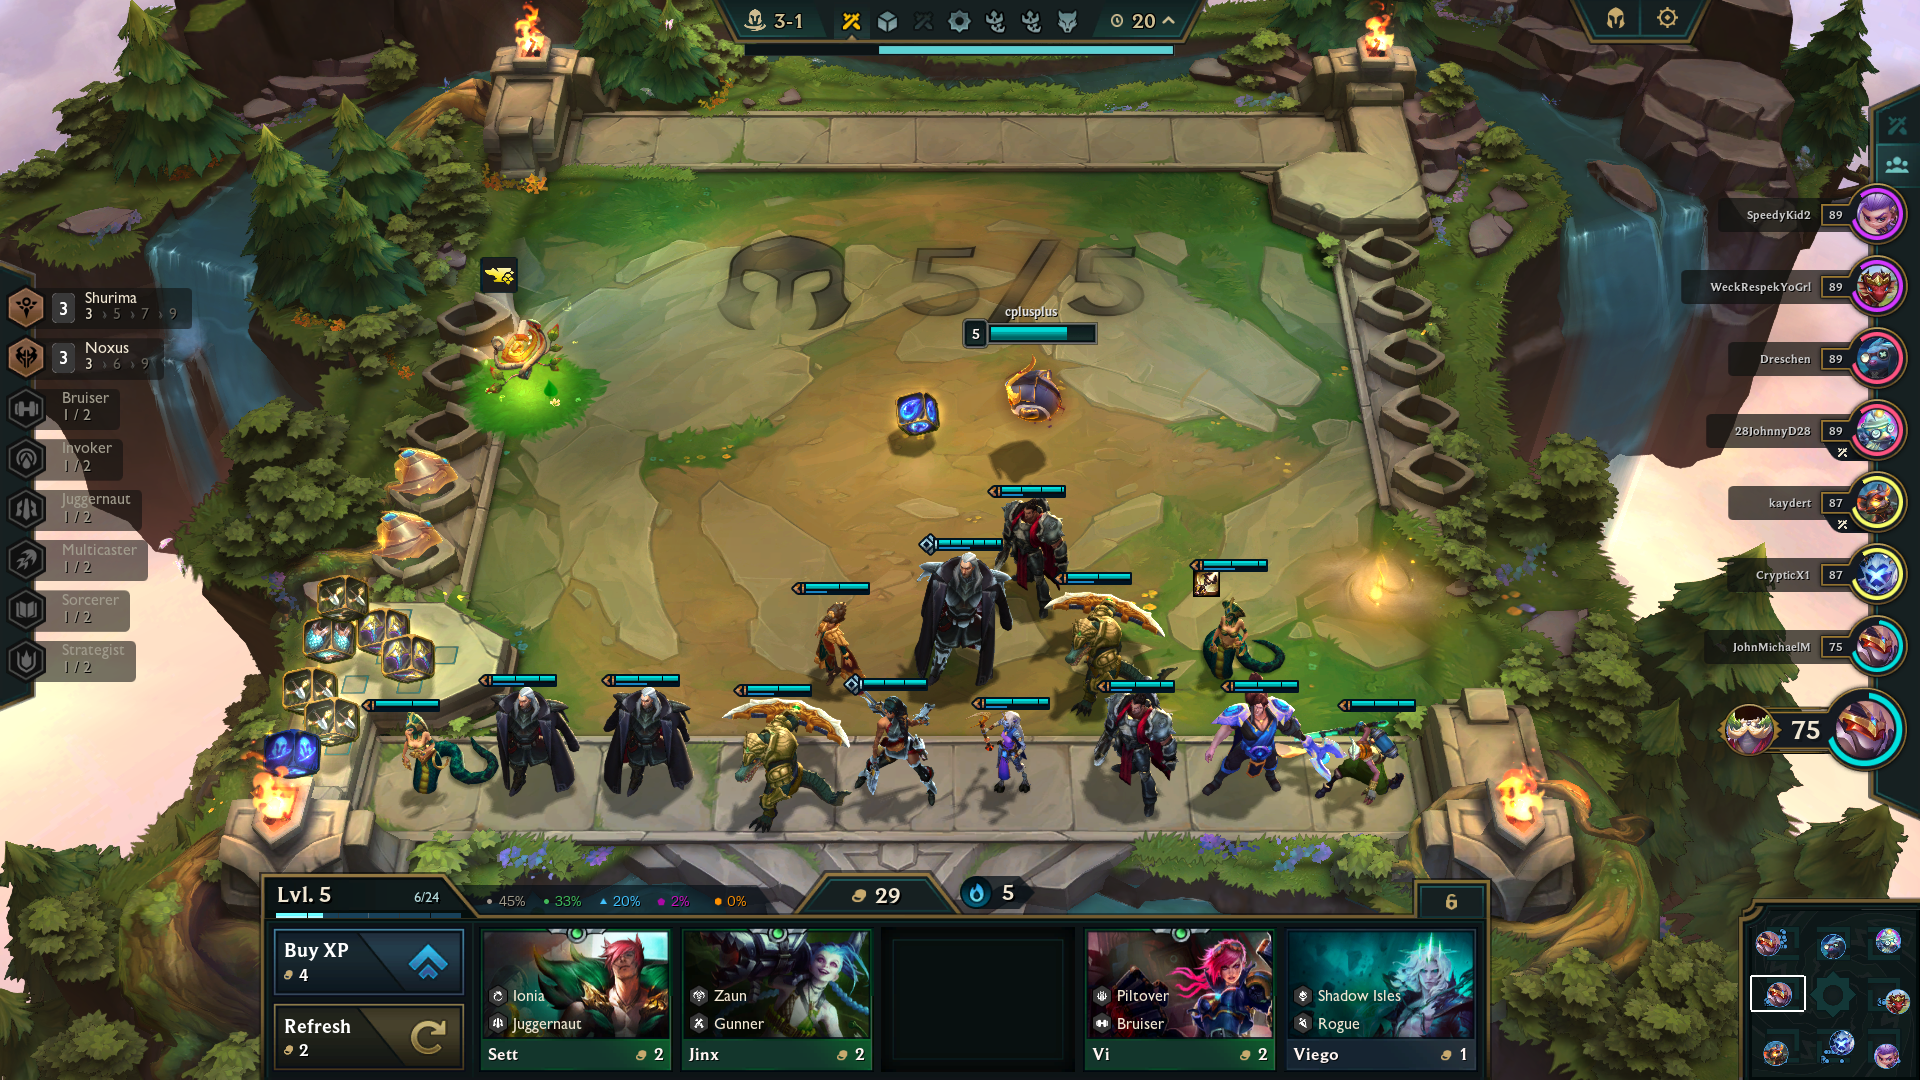 3-1
20
SpeedyKid2 89
WeckRespekYoGrl 89
Dreschen 89
28JohnnyD28 89
kaydert 87
CrypticX1 87
JohnMichaelM 75
75
5/5
cplusplus
5
3 Shurima
3 › 5 › 7 › 9
3 Noxus
3 › 6 › 9
Bruiser
1 / 2
Invoker
1 / 2
Juggernaut
1 / 2
Multicaster
1 / 2
Sorcerer
1 / 2
Strategist
1 / 2
Lvl. 5 6/24
45% 33% 20% 2% 0%
29
5
6
Buy XP
4
Refresh
2
Ionia
Juggernaut
Sett 2
Zaun
Gunner
Jinx 2
Piltover
Bruiser
Vi 2
Shadow Isles
Rogue
Viego 1